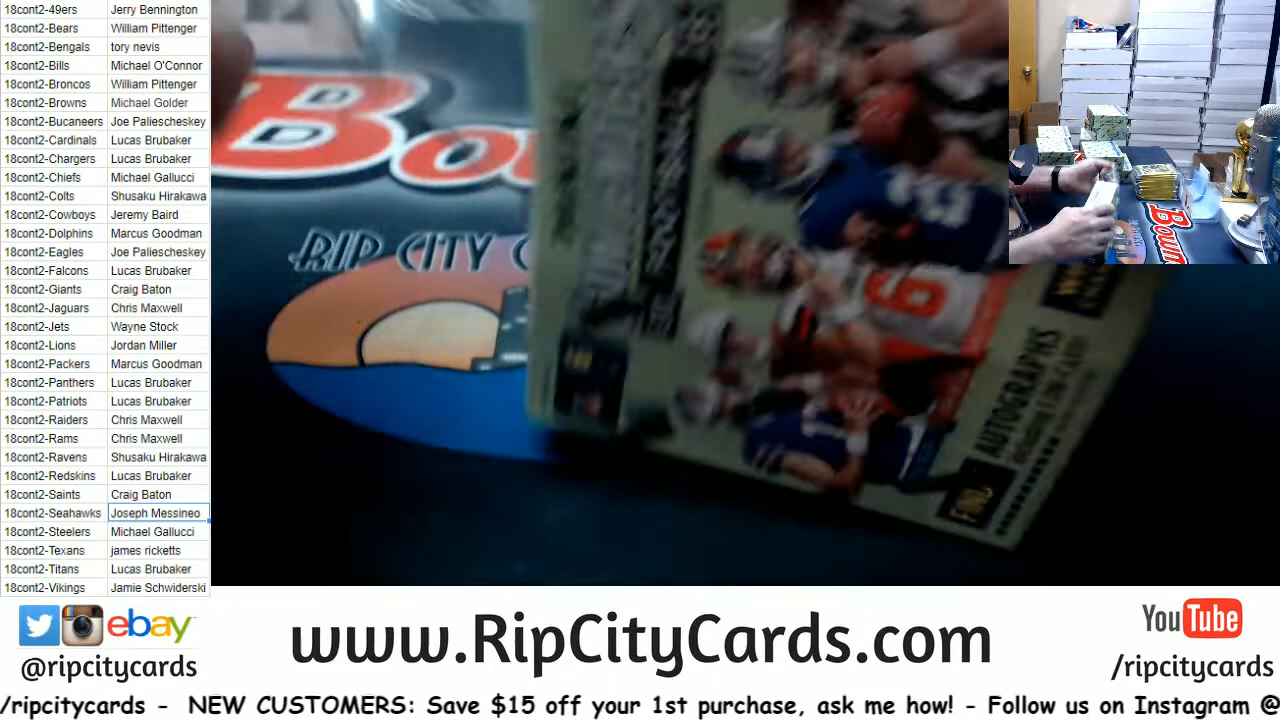 18cont2-49ers Jerry Bennington
18cont2-Bears William Pittenger
18cont2-Bengals tory nevis
18cont2-Bills Michael O'Connor
18cont2-Broncos William Pittenger
18cont2-Browns Michael Golder
18cont2-Bucaneers Joe Paliescheskey
18cont2-Cardinals Lucas Brubaker
18cont2-Chargers Lucas Brubaker
18cont2-Chiefs Michael Gallucci
18cont2-Colts Shusaku Hirakawa
18cont2-Cowboys Jeremy Baird
18cont2-Dolphins Marcus Goodman
18cont2-Eagles Joe Paliescheskey
18cont2-Falcons Lucas Brubaker
18cont2-Giants Craig Baton
18cont2-Jaguars Chris Maxwell
18cont2-Jets Wayne Stock
18cont2-Lions Jordan Miller
18cont2-Packers Marcus Goodman
18cont2-Panthers Lucas Brubaker
18cont2-Patriots Lucas Brubaker
18cont2-Raiders Chris Maxwell
18cont2-Rams Chris Maxwell
18cont2-Ravens Shusaku Hirakawa
18cont2-Redskins Lucas Brubaker
18cont2-Saints Craig Baton
18cont2-Seahawks Joseph Messineo
18cont2-Steelers Michael Gallucci
18cont2-Texans james ricketts
18cont2-Titans Lucas Brubaker
18cont2-Vikings Jamie Schwiderski
RIP CITY
AUTOGRAPHS
ebay
@ripcitycards
www.RipCityCards.com
YouTube
/ripcitycards
/ripcitycards - NEW CUSTOMERS: Save $15 off your 1st purchase, ask me how! - Follow us on Instagram @